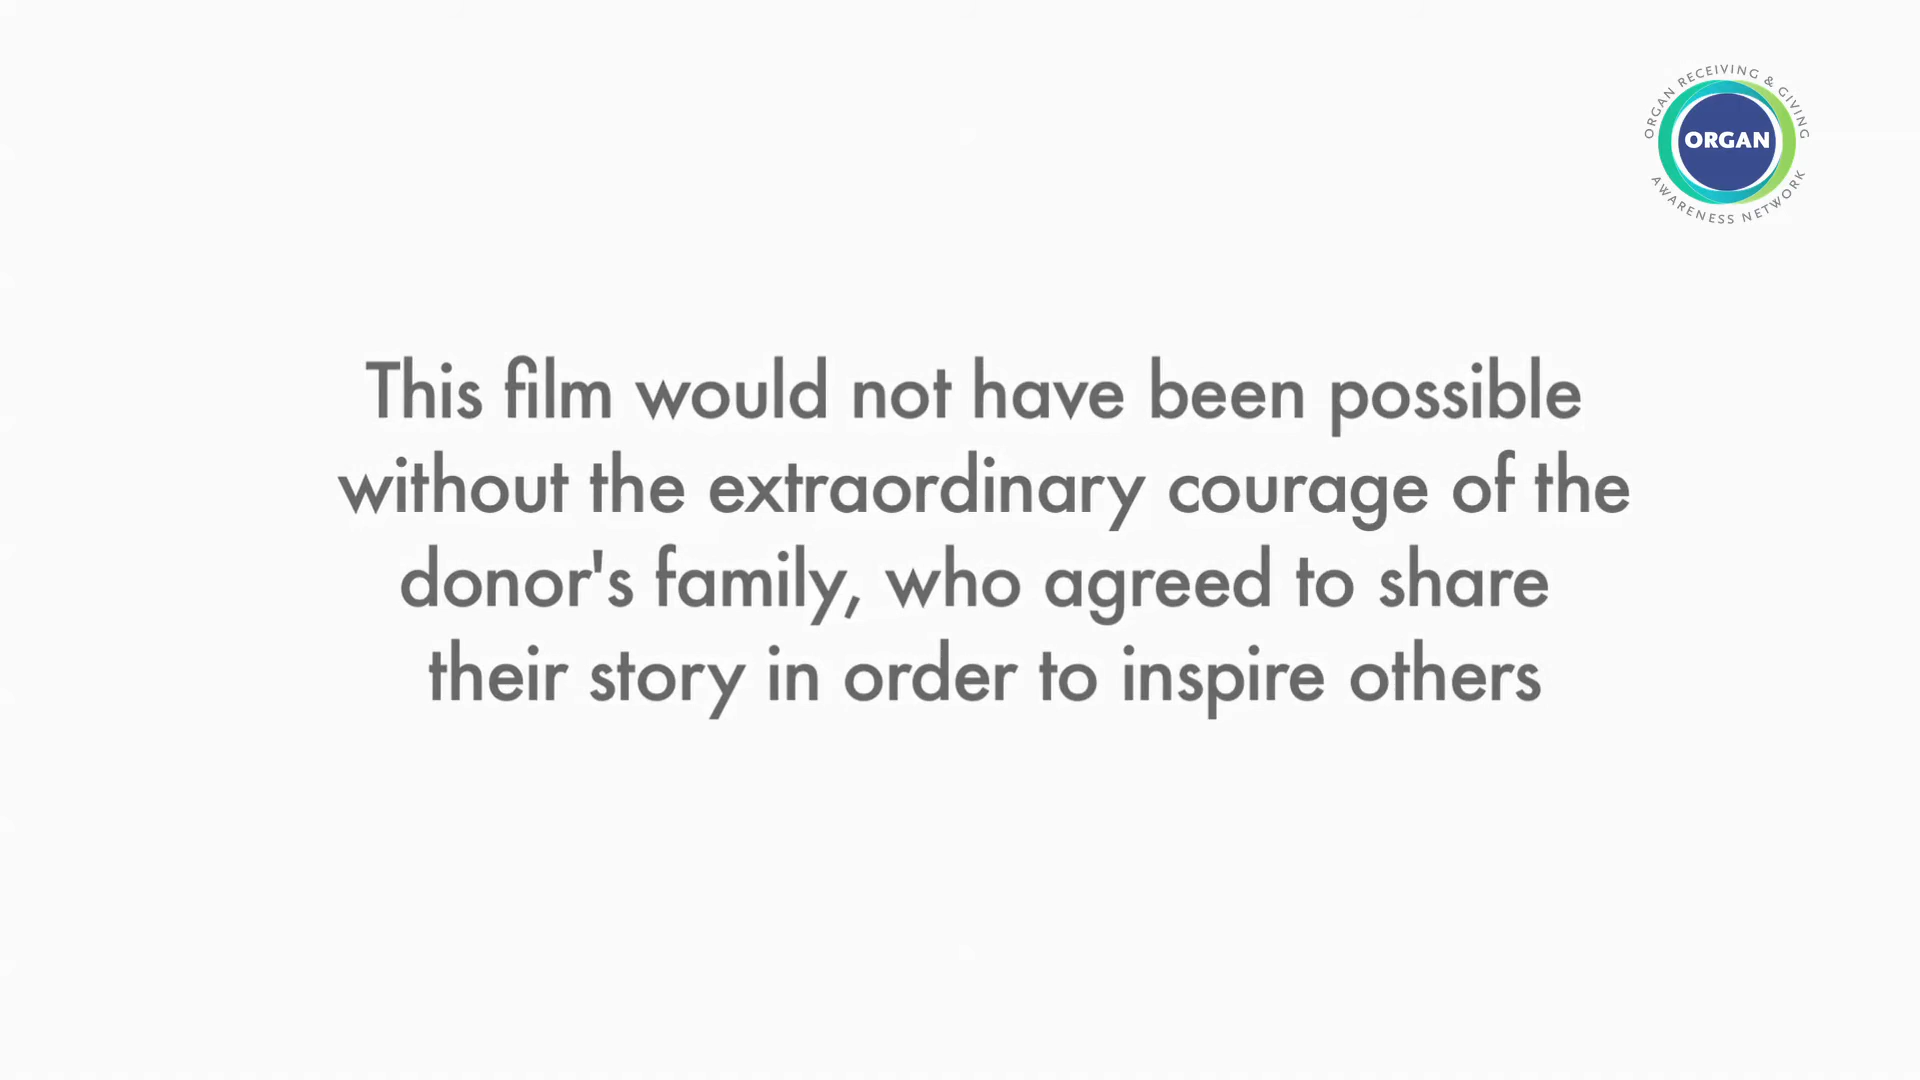 ORGAN RECEIVING & GIVING
ORGAN
AWARENESS NETWORK
This film would not have been possible
without the extraordinary courage of the
donor's family, who agreed to share
their story in order to inspire others